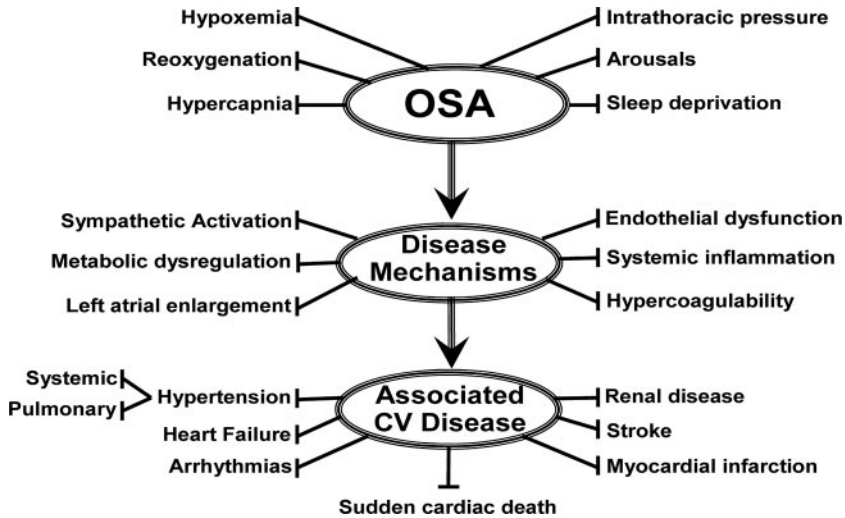 Hypoxemia
Intrathoracic pressure
Reoxygenation
Arousals
Hypercapnia
OSA
Sleep deprivation
Sympathetic Activation
Endothelial dysfunction
Disease
Mechanisms
Metabolic dysregulation
Systemic inflammation
Left atrial enlargement
Hypercoagulability
Systemic
Pulmonary
Hypertension
Associated
CV Disease
Renal disease
Heart Failure
Stroke
Arrhythmias
Myocardial infarction
Sudden cardiac death